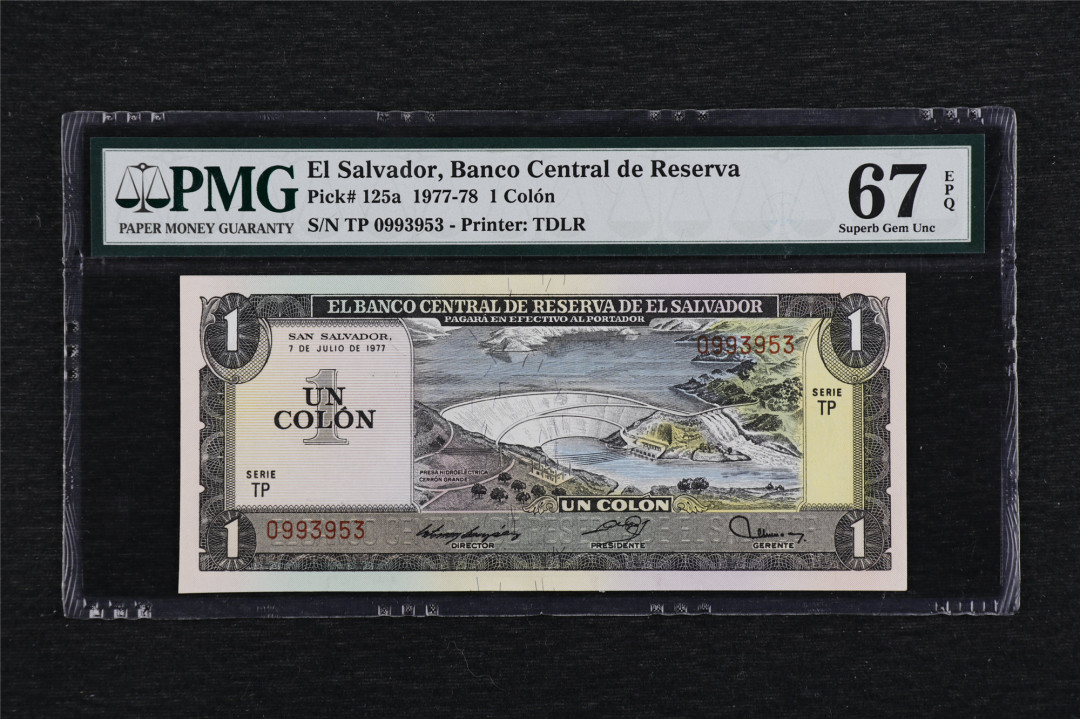 PMG
PAPER MONEY GUARANTY
El Salvador, Banco Central de Reserva
Pick# 125a 1977-78 1 Colón
S/N TP 0993953 - Printer: TDLR
67
EPQ
Superb Gem Unc
EL BANCO CENTRAL DE RESERVA DE EL SALVADOR
PAGARÁ EN EFECTIVO AL PORTADOR
1
1
SAN SALVADOR,
7 DE JULIO DE 1977
0993953
1
UN
COLÓN
SERIE
TP
SERIE
TP
PRESA HIDROELECTRICA
CERRON GRANDE
UN COLÓN
1
0993953
DIRECTOR
PRESIDENTE
GERENTE
1